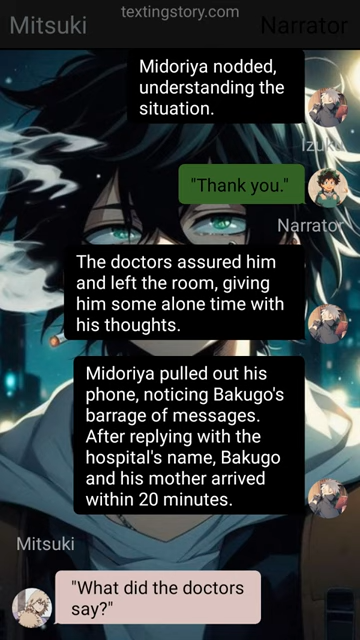 textingstory.com
Mitsuki
Narrator
Midoriya nodded,
understanding the
situation.
Izuku
"Thank you."
Narrator
The doctors assured him
and left the room, giving
him some alone time with
his thoughts.
Midoriya pulled out his
phone, noticing Bakugo's
barrage of messages.
After replying with the
hospital's name, Bakugo
and his mother arrived
within 20 minutes.
Mitsuki
"What did the doctors
say?"